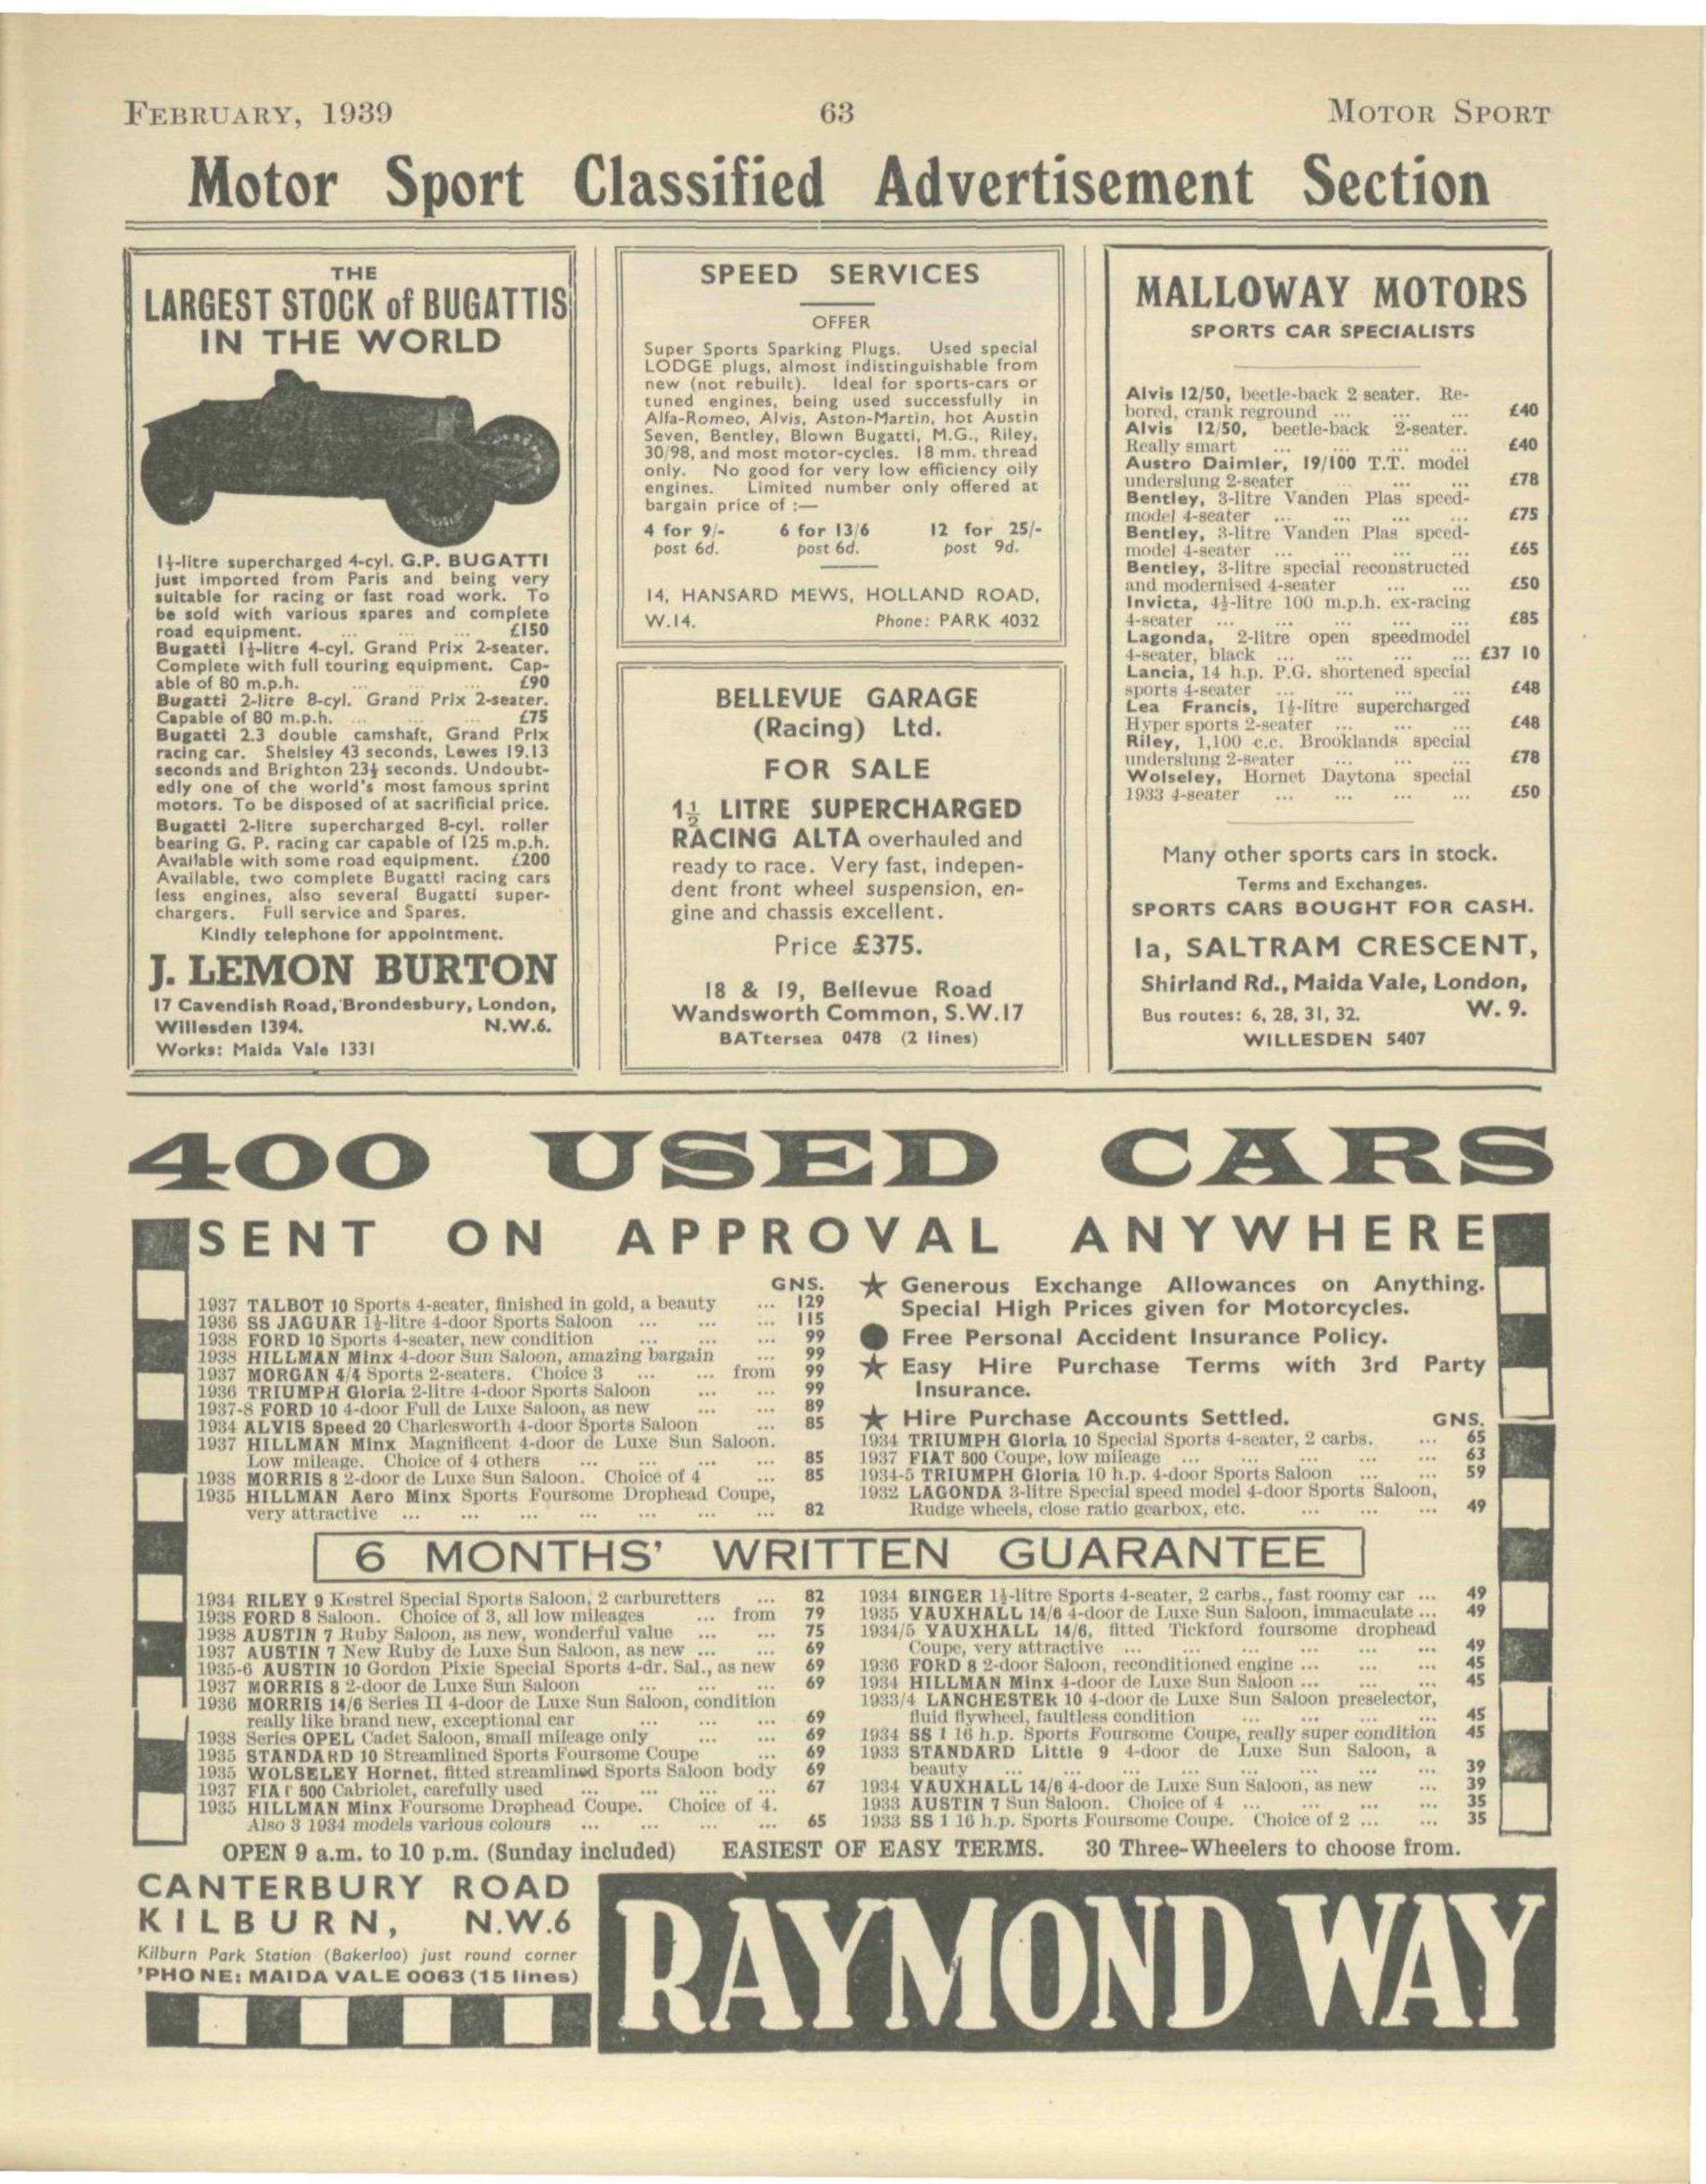 FEBRUARY, 1939
63
MOTOR SPORT
Motor Sport Classified Advertisement Section
THE
LARGEST STOCK of BUGATTIS
IN THE WORLD
1½-litre supercharged 4-cyl. G.P. BUGATTI
just imported from Paris and being very
suitable for racing or fast road work. To
be sold with various spares and complete
road equipment. ... ... ... £150
Bugatti 1½-litre 4-cyl. Grand Prix 2-seater.
Complete with full touring equipment. Cap-
able of 80 m.p.h. ... ... ... £90
Bugatti 2-litre 8-cyl. Grand Prix 2-seater.
Capable of 80 m.p.h. ... ... ... £75
Bugatti 2.3 double camshaft, Grand Prix
racing car. Shelsley 43 seconds, Lewes 19.13
seconds and Brighton 23½ seconds. Undoubt-
edly one of the world's most famous sprint
motors. To be disposed of at sacrificial price.
Bugatti 2-litre supercharged 8-cyl. roller
bearing G. P. racing car capable of 125 m.p.h.
Available with some road equipment. £200
Available, two complete Bugatti racing cars
less engines, also several Bugatti super-
chargers. Full service and Spares.
Kindly telephone for appointment.
J. LEMON BURTON
17 Cavendish Road, Brondesbury, London,
Willesden 1394. N.W.6.
Works: Maida Vale 1331
SPEED SERVICES
OFFER
Super Sports Sparking Plugs. Used special
LODGE plugs, almost indistinguishable from
new (not rebuilt). Ideal for sports-cars or
tuned engines, being used successfully in
Alfa-Romeo, Alvis, Aston-Martin, hot Austin
Seven, Bentley, Blown Bugatti, M.G., Riley,
30/98, and most motor-cycles. 18 mm. thread
only. No good for very low efficiency oily
engines. Limited number only offered at
bargain price of :—
4 for 9/- 6 for 13/6 12 for 25/-
post 6d. post 6d. post 9d.
14, HANSARD MEWS, HOLLAND ROAD,
W.14. Phone: PARK 4032
BELLEVUE GARAGE
(Racing) Ltd.
FOR SALE
1½ LITRE SUPERCHARGED
RACING ALTA overhauled and
ready to race. Very fast, indepen-
dent front wheel suspension, en-
gine and chassis excellent.
Price £375.
18 & 19, Bellevue Road
Wandsworth Common, S.W.17
BATtersea 0478 (2 lines)
MALLOWAY MOTORS
SPORTS CAR SPECIALISTS
Alvis 12/50, beetle-back 2 seater. Re-
bored, crank reground ... ... ... £40
Alvis 12/50, beetle-back 2-seater.
Really smart ... ... ... ... £40
Austro Daimler, 19/100 T.T. model
underslung 2-seater ... ... ... £78
Bentley, 3-litre Vanden Plas speed-
model 4-seater ... ... ... ... £75
Bentley, 3-litre Vanden Plas speed-
model 4-seater ... ... ... ... £65
Bentley, 3-litre special reconstructed
and modernised 4-seater ... ... £50
Invicta, 4½-litre 100 m.p.h. ex-racing
4-seater ... ... ... ... ... £85
Lagonda, 2-litre open speedmodel
4-seater, black ... ... ... ... £37 10
Lancia, 14 h.p. P.G. shortened special
sports 4-seater ... ... ... ... £48
Lea Francis, 1½-litre supercharged
Hyper sports 2-seater ... ... ... £48
Riley, 1,100 c.c. Brooklands special
underslung 2-seater ... ... ... £78
Wolseley, Hornet Daytona special
1933 4-seater ... ... ... ... £50
Many other sports cars in stock.
Terms and Exchanges.
SPORTS CARS BOUGHT FOR CASH.
1a, SALTRAM CRESCENT,
Shirland Rd., Maida Vale, London,
Bus routes: 6, 28, 31, 32. W. 9.
WILLESDEN 5407
400 USED CARS
SENT ON APPROVAL ANYWHERE
GNS.
1937 TALBOT 10 Sports 4-seater, finished in gold, a beauty ... 129
1936 SS JAGUAR 1½-litre 4-door Sports Saloon ... ... ... 115
1938 FORD 10 Sports 4-seater, new condition ... ... ... 99
1938 HILLMAN Minx 4-door Sun Saloon, amazing bargain ... 99
1937 MORGAN 4/4 Sports 2-seaters. Choice 3 ... ... from 99
1936 TRIUMPH Gloria 2-litre 4-door Sports Saloon ... ... 99
1937-8 FORD 10 4-door Full de Luxe Saloon, as new ... ... 89
1934 ALVIS Speed 20 Charlesworth 4-door Sports Saloon ... 85
1937 HILLMAN Minx Magnificent 4-door de Luxe Sun Saloon.
Low mileage. Choice of 4 others ... ... ... ... 85
1938 MORRIS 8 2-door de Luxe Sun Saloon. Choice of 4 ... 85
1935 HILLMAN Aero Minx Sports Foursome Drophead Coupe,
very attractive ... ... ... ... ... ... ... 82
★ Generous Exchange Allowances on Anything.
Special High Prices given for Motorcycles.
● Free Personal Accident Insurance Policy.
★ Easy Hire Purchase Terms with 3rd Party
Insurance.
★ Hire Purchase Accounts Settled. GNS.
1934 TRIUMPH Gloria 10 Special Sports 4-seater, 2 carbs. ... 65
1937 FIAT 500 Coupe, low mileage ... ... ... ... ... 63
1934-5 TRIUMPH Gloria 10 h.p. 4-door Sports Saloon ... ... 59
1932 LAGONDA 3-litre Special speed model 4-door Sports Saloon,
Rudge wheels, close ratio gearbox, etc. ... ... ... 49
6 MONTHS' WRITTEN GUARANTEE
1934 RILEY 9 Kestrel Special Sports Saloon, 2 carburetters ... 82
1938 FORD 8 Saloon. Choice of 3, all low mileages ... from 79
1938 AUSTIN 7 Ruby Saloon, as new, wonderful value ... ... 75
1937 AUSTIN 7 New Ruby de Luxe Sun Saloon, as new ... ... 69
1935-6 AUSTIN 10 Gordon Pixie Special Sports 4-dr. Sal., as new 69
1937 MORRIS 8 2-door de Luxe Sun Saloon ... ... ... 69
1936 MORRIS 14/6 Series II 4-door de Luxe Sun Saloon, condition
really like brand new, exceptional car ... ... ... 69
1938 Series OPEL Cadet Saloon, small mileage only ... ... 69
1935 STANDARD 10 Streamlined Sports Foursome Coupe ... 69
1935 WOLSELEY Hornet, fitted streamlined Sports Saloon body 69
1937 FIAT 500 Cabriolet, carefully used ... ... ... ... 67
1935 HILLMAN Minx Foursome Drophead Coupe. Choice of 4.
Also 3 1934 models various colours ... ... ... ... 65
1934 SINGER 1½-litre Sports 4-seater, 2 carbs., fast roomy car ... 49
1935 VAUXHALL 14/6 4-door de Luxe Sun Saloon, immaculate ... 49
1934/5 VAUXHALL 14/6, fitted Tickford foursome drophead
Coupe, very attractive ... ... ... ... ... ... 49
1936 FORD 8 2-door Saloon, reconditioned engine ... ... ... 45
1934 HILLMAN Minx 4-door de Luxe Sun Saloon ... ... ... 45
1933/4 LANCHESTER 10 4-door de Luxe Sun Saloon preselector,
fluid flywheel, faultless condition ... ... ... ... 45
1934 SS 1 16 h.p. Sports Foursome Coupe, really super condition 45
1933 STANDARD Little 9 4-door de Luxe Sun Saloon, a
beauty ... ... ... ... ... ... ... ... 39
1934 VAUXHALL 14/6 4-door de Luxe Sun Saloon, as new ... 39
1933 AUSTIN 7 Sun Saloon. Choice of 4 ... ... ... ... 35
1933 SS 1 16 h.p. Sports Foursome Coupe. Choice of 2 ... ... 35
OPEN 9 a.m. to 10 p.m. (Sunday included) EASIEST OF EASY TERMS. 30 Three-Wheelers to choose from.
CANTERBURY ROAD
KILBURN, N.W.6
Kilburn Park Station (Bakerloo) just round corner
'PHONE: MAIDA VALE 0063 (15 lines)
RAYMOND WAY